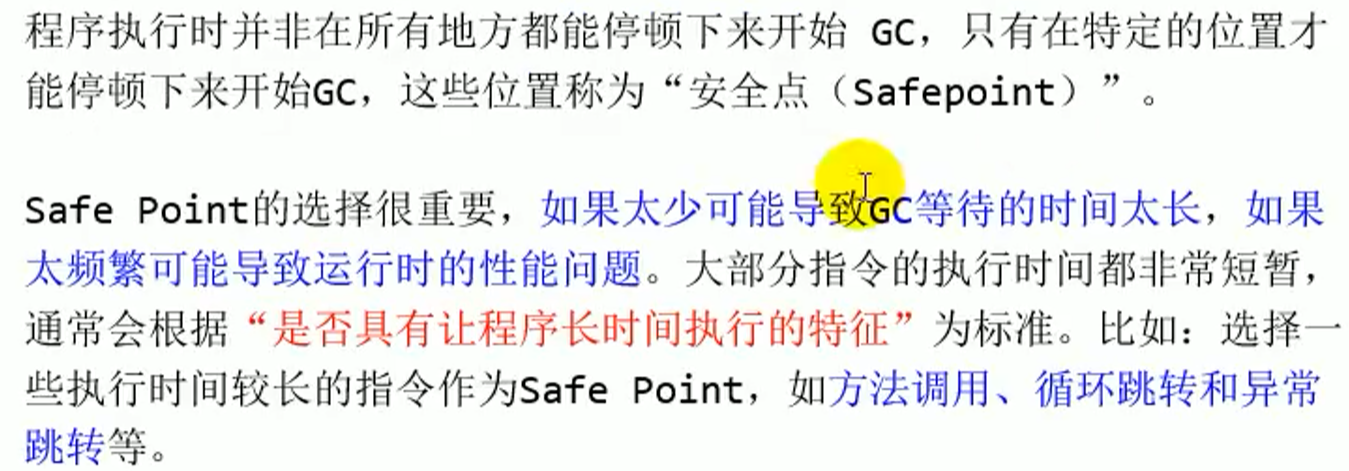 程序执行时并非在所有地方都能停顿下来开始 GC，只有在特定的位置才
能停顿下来开始GC，这些位置称为“安全点（Safepoint）”。
Safe Point的选择很重要，如果太少可能导致GC等待的时间太长，如果
太频繁可能导致运行时的性能问题。大部分指令的执行时间都非常短暂，
通常会根据“是否具有让程序长时间执行的特征”为标准。比如：选择一
些执行时间较长的指令作为Safe Point，如方法调用、循环跳转和异常
跳转等。